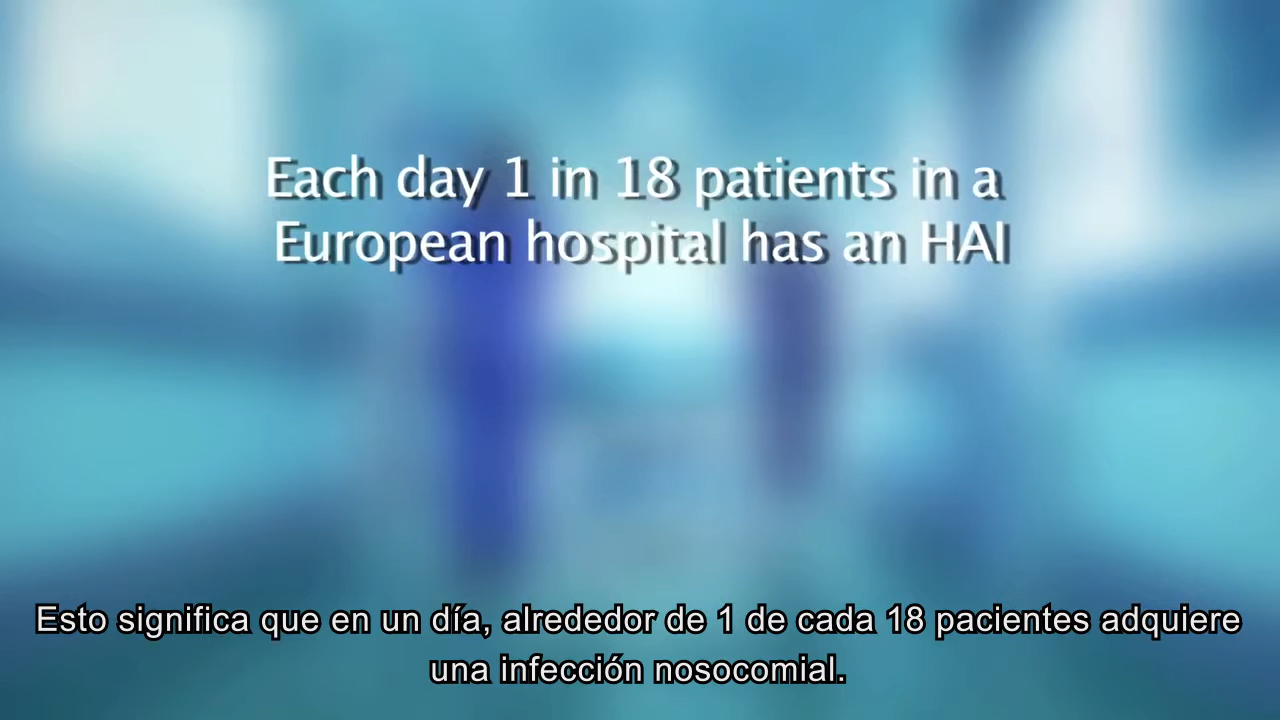 Each day 1 in 18 patients in a
European hospital has an HAI
Esto significa que en un día, alrededor de 1 de cada 18 pacientes adquiere
una infección nosocomial.